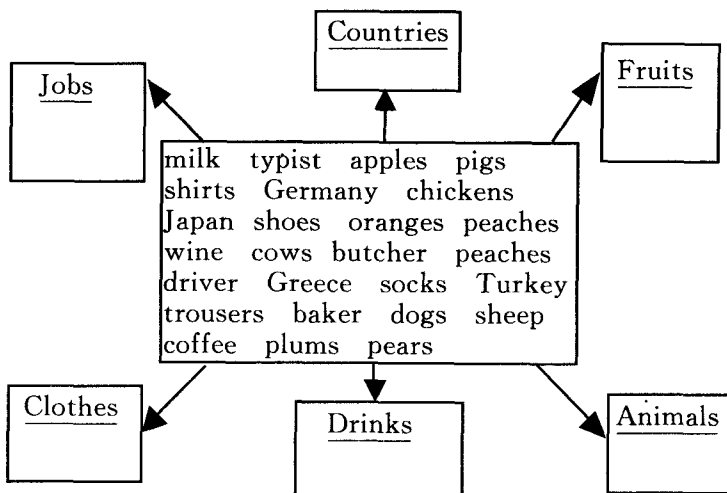 Countries
Jobs
Fruits
milk typist apples pigs
shirts Germany chickens
Japan shoes oranges peaches
wine cows butcher peaches
driver Greece socks Turkey
trousers baker dogs sheep
coffee plums pears
Clothes
Drinks
Animals